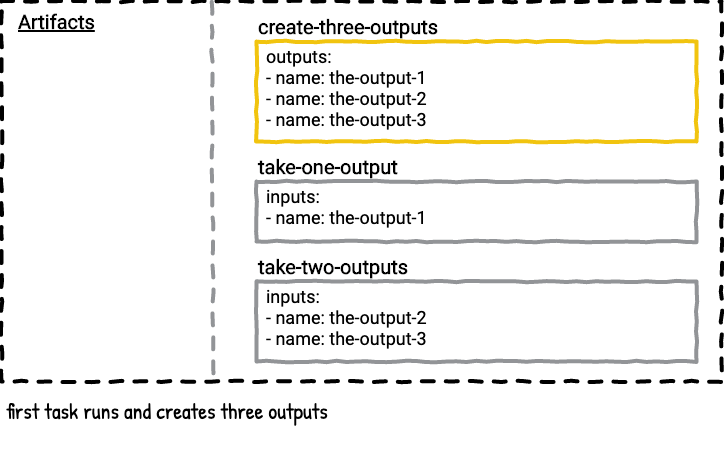 Artifacts
create-three-outputs
outputs:
- name: the-output-1
- name: the-output-2
- name: the-output-3
take-one-output
inputs:
- name: the-output-1
take-two-outputs
inputs:
- name: the-output-2
- name: the-output-3
first task runs and creates three outputs